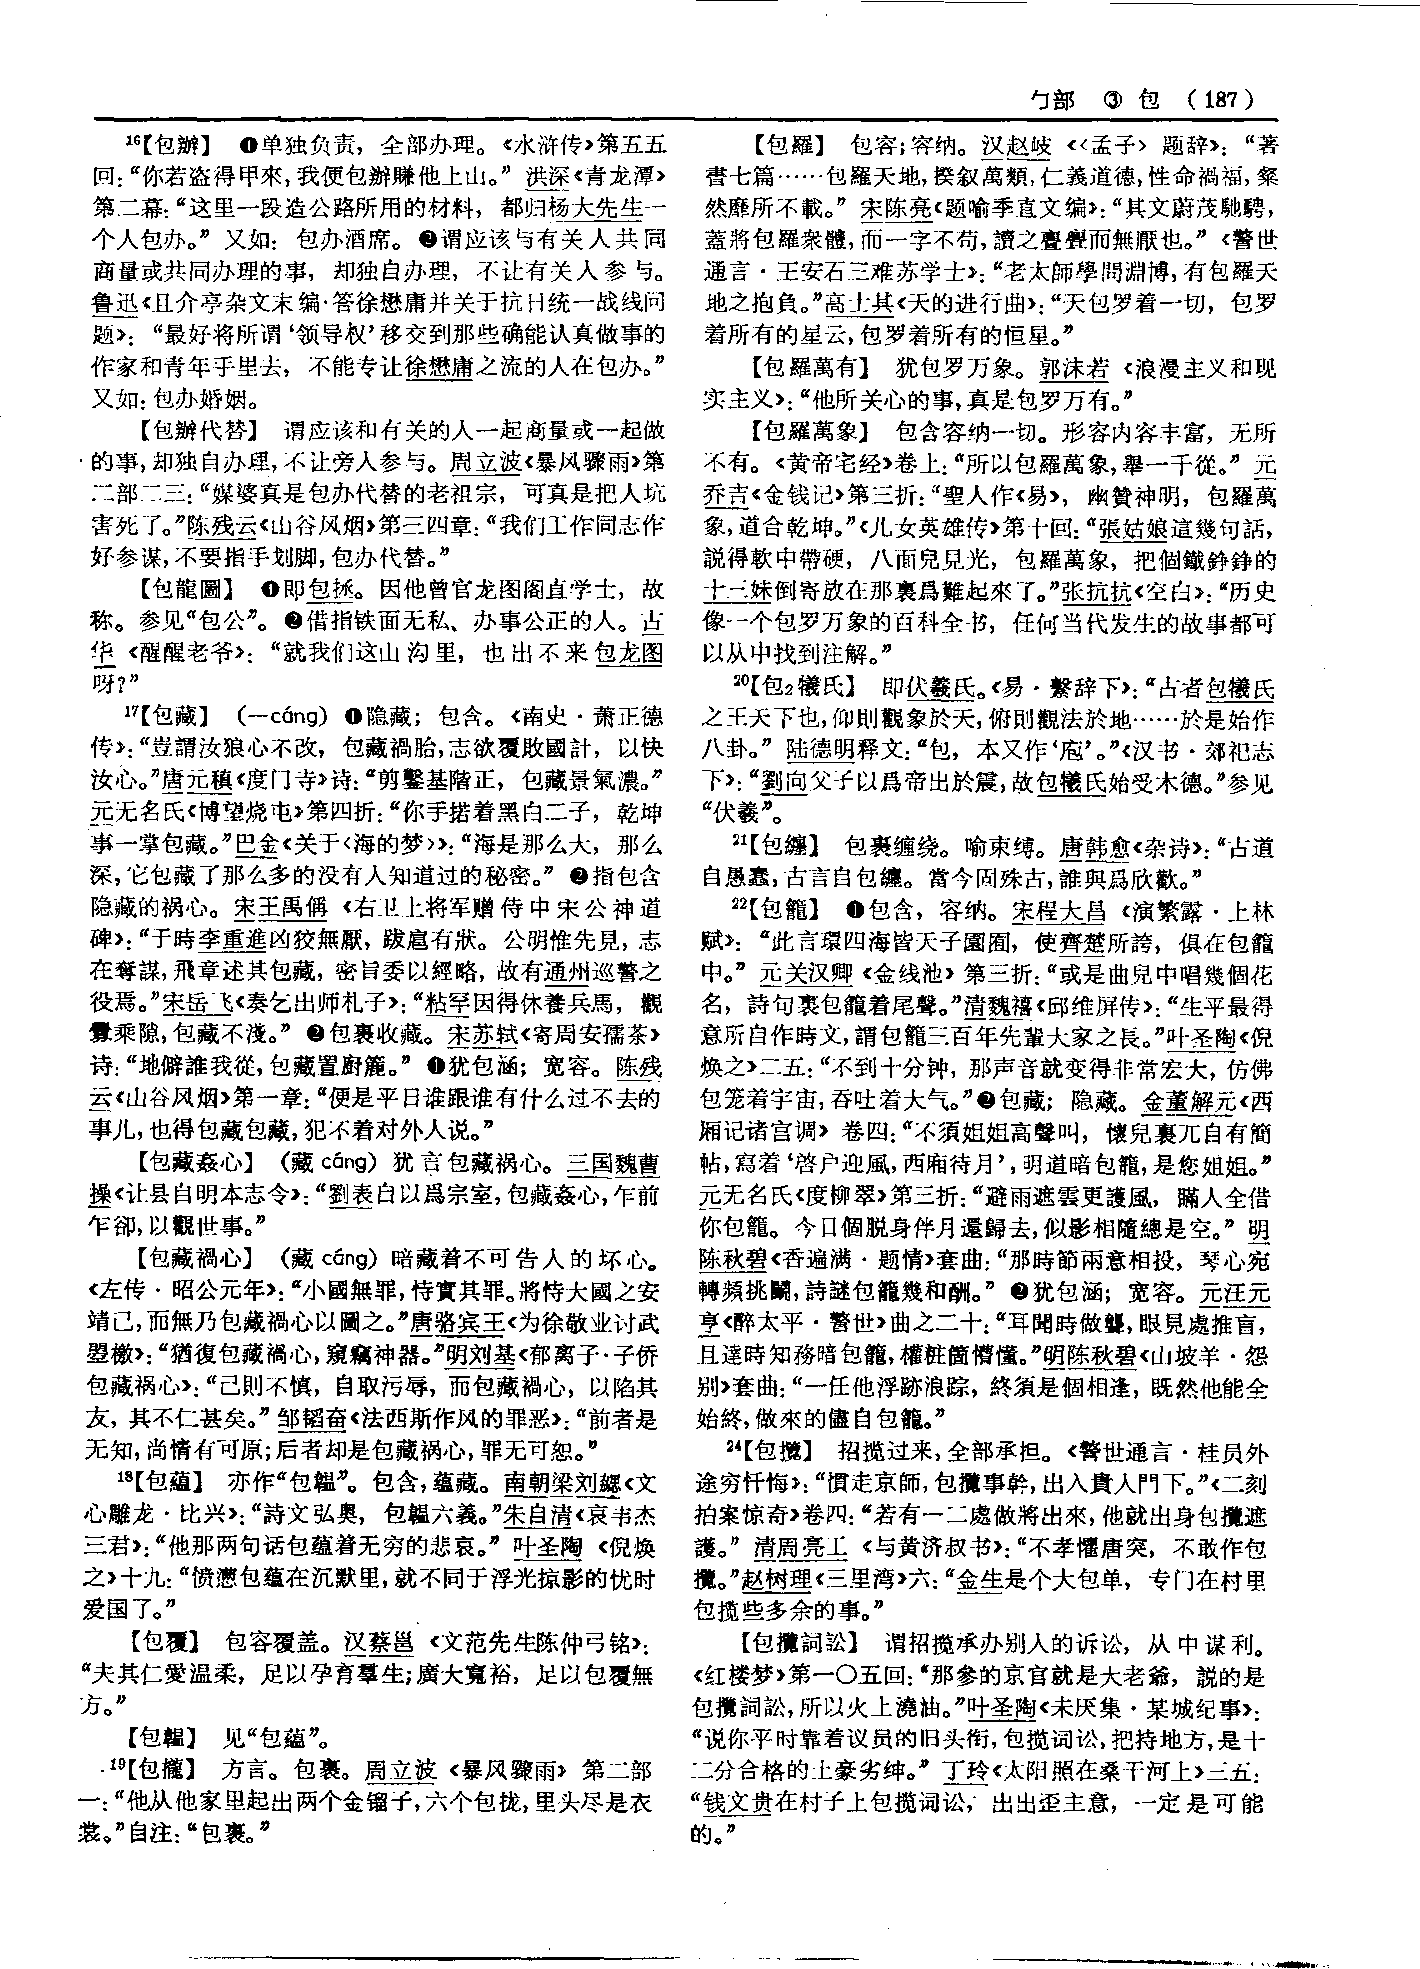 勹部　③　包　（187）
¹⁶【包辦】　❶单独负责，全部办理。《水浒传》第五五
回：“你若盗得甲來，我便包辦賺他上山。”洪深《青龙潭》
第二幕：“这里一段造公路所用的材料，都归杨大先生一
个人包办。”又如：包办酒席。❷谓应该与有关人共同
商量或共同办理的事，却独自办理，不让有关人参与。
鲁迅《且介亭杂文末编·答徐懋庸并关于抗日统一战线问
题》：“最好将所谓‘领导权’移交到那些确能认真做事的
作家和青年手里去，不能专让徐懋庸之流的人在包办。”
又如：包办婚姻。
【包辦代替】　谓应该和有关的人一起商量或一起做
的事，却独自办理，不让旁人参与。周立波《暴风骤雨》第
二部二三：“媒婆真是包办代替的老祖宗，可真是把人坑
害死了。”陈残云《山谷风烟》第三四章：“我们工作同志作
好参谋，不要指手划脚，包办代替。”
【包龍圖】　❶即包拯。因他曾官龙图阁直学士，故
称。参见“包公”。❷借指铁面无私、办事公正的人。古
华《醒醒老爷》：“就我们这山沟里，也出不来包龙图
呀？”
¹⁷【包藏】　（—cáng）❶隐藏；包含。《南史·萧正德
传》：“豈謂汝狼心不改，包藏禍胎，志欲覆敗國計，以快
汝心。”唐元稹《度门寺》诗：“剪鑿基階正，包藏景氣濃。”
元无名氏《博望烧屯》第四折：“你手掿着黑白二子，乾坤
事一掌包藏。”巴金《关于〈海的梦〉》：“海是那么大，那么
深，它包藏了那么多的没有人知道过的秘密。”❷指包含
隐藏的祸心。宋王禹偁《右卫上将军赠侍中宋公神道
碑》：“于時李重進凶狡無厭，跋扈有狀。公明惟先見，志
在奪謀，飛章述其包藏，密旨委以經略，故有通州巡警之
役焉。”宋岳飞《奏乞出师札子》：“粘罕因得休養兵馬，觀
釁乘隙，包藏不淺。”❸包裹收藏。宋苏轼《寄周安孺茶》
诗：“地僻誰我從，包藏置廚簏。”❹犹包涵；宽容。陈残
云《山谷风烟》第一章：“便是平日谁跟谁有什么过不去的
事儿，也得包藏包藏，犯不着对外人说。”
【包藏姦心】　（藏 cáng）犹言包藏祸心。三国魏曹
操《让县自明本志令》：“劉表自以爲宗室，包藏姦心，乍前
乍卻，以觀世事。”
【包藏禍心】　（藏 cáng）暗藏着不可告人的坏心。
《左传·昭公元年》：“小國無罪，恃實其罪。將恃大國之安
靖己，而無乃包藏禍心以圖之。”唐骆宾王《为徐敬业讨武
曌檄》：“猶復包藏禍心，窺竊神器。”明刘基《郁离子·子侨
包藏祸心》：“己則不慎，自取污辱，而包藏禍心，以陷其
友，其不仁甚矣。”邹韬奋《法西斯作风的罪恶》：“前者是
无知，尚情有可原；后者却是包藏祸心，罪无可恕。”
¹⁸【包蘊】　亦作“包韞”。包含，蕴藏。南朝梁刘勰《文
心雕龙·比兴》：“詩文弘奧，包韞六義。”朱自清《哀韦杰
三君》：“他那两句话包蕴着无穷的悲哀。”叶圣陶《倪焕
之》十九：“愤懑包蕴在沉默里，就不同于浮光掠影的忧时
爱国了。”
【包覆】　包容覆盖。汉蔡邕《文范先生陈仲弓铭》：
“夫其仁愛温柔，足以孕育羣生；廣大寬裕，足以包覆無
方。”
【包韞】　见“包蕴”。
¹⁹【包攏】　方言。包裹。周立波《暴风骤雨》第二部
一：“他从他家里起出两个金镏子，六个包拢，里头尽是衣
裳。”自注：“包裹。”
【包羅】　包容；容纳。汉赵岐《〈孟子〉题辞》：“著
書七篇……包羅天地，揆叙萬類，仁義道德，性命禍福，粲
然靡所不載。”宋陈亮《题喻季直文编》：“其文蔚茂馳騁，
蓋將包羅衆體，而一字不苟，讀之亹亹而無厭也。”《警世
通言·王安石三难苏学士》：“老太師學問淵博，有包羅天
地之抱負。”高士其《天的进行曲》：“天包罗着一切，包罗
着所有的星云，包罗着所有的恒星。”
【包羅萬有】　犹包罗万象。郭沫若《浪漫主义和现
实主义》：“他所关心的事，真是包罗万有。”
【包羅萬象】　包含容纳一切。形容内容丰富，无所
不有。《黄帝宅经》卷上：“所以包羅萬象，舉一千從。”元
乔吉《金钱记》第三折：“聖人作《易》，幽贊神明，包羅萬
象，道合乾坤。”《儿女英雄传》第十回：“張姑娘這幾句話，
説得軟中帶硬，八面兒見光，包羅萬象，把個鐵錚錚的
十三妹倒寄放在那裏爲難起來了。”张抗抗《空白》：“历史
像一个包罗万象的百科全书，任何当代发生的故事都可
以从中找到注解。”
²⁰【包₂犧氏】　即伏羲氏。《易·繫辞下》：“古者包犧氏
之王天下也，仰則觀象於天，俯則觀法於地……於是始作
八卦。”陆德明释文：“包，本又作‘庖’。”《汉书·郊祀志
下》：“劉向父子以爲帝出於震，故包犧氏始受木德。”参见
“伏羲”。
²¹【包纏】　包裹缠绕。喻束缚。唐韩愈《杂诗》：“古道
自愚惷，古言自包纏。當今固殊古，誰與爲欣歡。”
²²【包籠】　❶包含，容纳。宋程大昌《演繁露·上林
赋》：“此言環四海皆天子園囿，使齊楚所誇，俱在包籠
中。”元关汉卿《金线池》第三折：“或是曲兒中唱幾個花
名，詩句裏包籠着尾聲。”清魏禧《邱维屏传》：“生平最得
意所自作時文，謂包籠三百年先輩大家之長。”叶圣陶《倪
焕之》二五：“不到十分钟，那声音就变得非常宏大，仿佛
包笼着宇宙，吞吐着大气。”❷包藏；隐藏。金董解元《西
厢记诸宫调》卷四：“不須姐姐高聲叫，懷兒裏兀自有簡
帖，寫着‘啓户迎風，西廂待月’，明道暗包籠，是您姐姐。”
元无名氏《度柳翠》第三折：“避雨遮雲更護風，瞞人全借
你包籠。今日個脱身伴月還歸去，似影相隨總是空。”明
陈秋碧《香遍满·题情》套曲：“那時節兩意相投，琴心宛
轉頻挑鬭，詩謎包籠幾和酬。”❸犹包涵；宽容。元汪元
亨《醉太平·警世》曲之二十：“耳聞時做聾，眼見處推盲，
且達時知務暗包籠，權粧箇懵懂。”明陈秋碧《山坡羊·怨
别》套曲：“一任他浮跡浪踪，終須是個相逢，既然他能全
始終，做來的儘自包籠。”
²⁴【包攬】　招揽过来，全部承担。《警世通言·桂员外
途穷忏悔》：“慣走京師，包攬事幹，出入貴人門下。”《二刻
拍案惊奇》卷四：“若有一二處做將出來，他就出身包攬遮
護。”清周亮工《与黄济叔书》：“不孝懼唐突，不敢作包
攬。”赵树理《三里湾》六：“金生是个大包单，专门在村里
包揽些多余的事。”
【包攬詞訟】　谓招揽承办别人的诉讼，从中谋利。
《红楼梦》第一〇五回：“那參的京官就是大老爺，説的是
包攬詞訟，所以火上澆油。”叶圣陶《未厌集·某城纪事》：
“说你平时靠着议员的旧头衔，包揽词讼，把持地方，是十
二分合格的土豪劣绅。”丁玲《太阳照在桑干河上》三五：
“钱文贵在村子上包揽词讼，出出歪主意，一定是可能
的。”